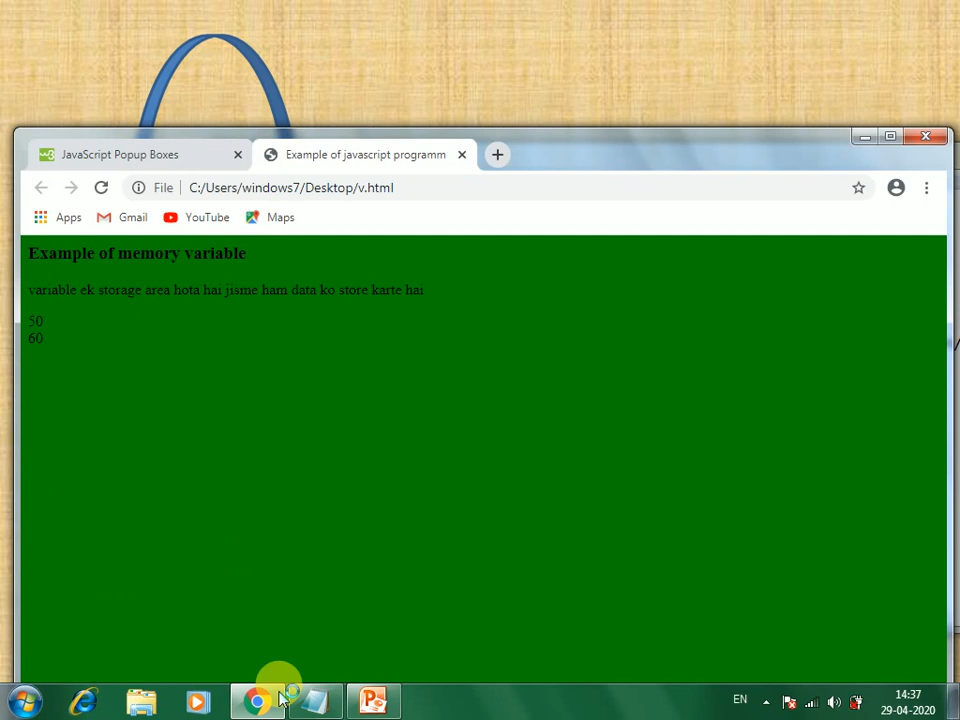 JavaScript Popup Boxes
Example of javascript programm
File
C:/Users/windows7/Desktop/v.html
Apps
Gmail
YouTube
Maps
Example of memory variable
variable ek storage area hota hai jisme ham data ko store karte hai
50
60
EN
14:37
29-04-2020